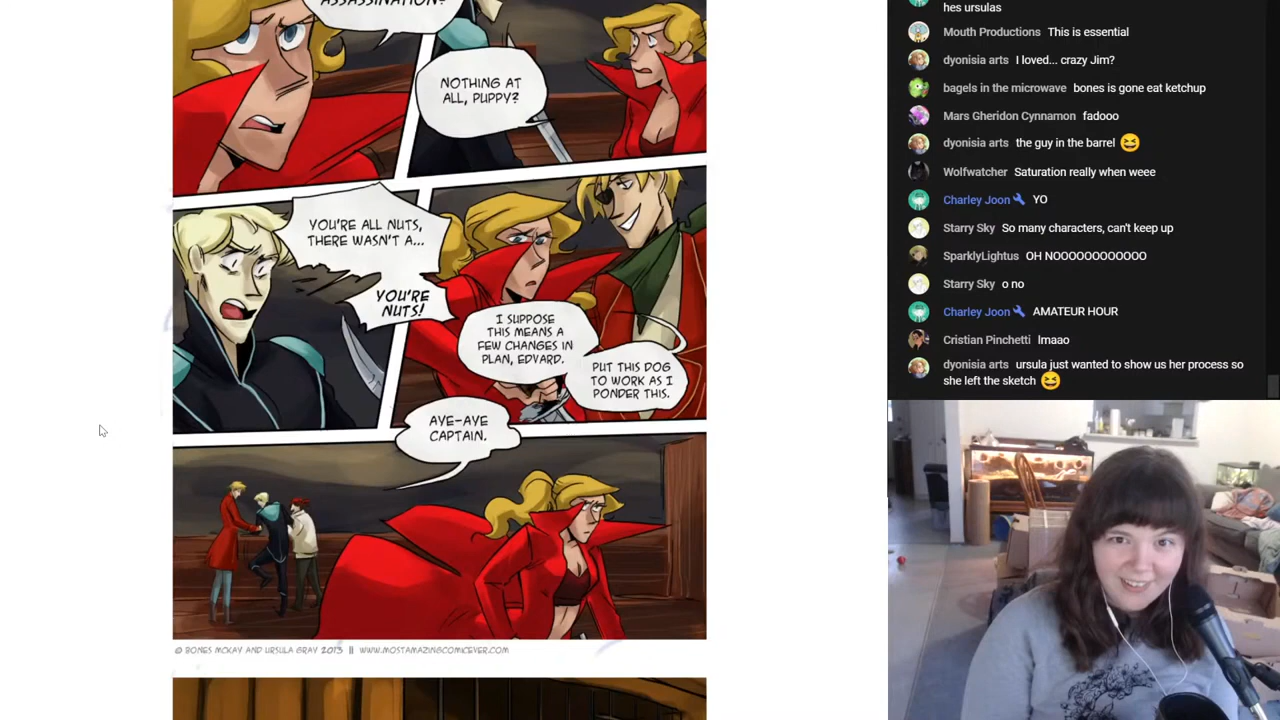 ASSASSINATION?
NOTHING AT
ALL, PUPPY?
YOU'RE ALL NUTS,
THERE WASN'T A...
YOU'RE
NUTS!
I SUPPOSE
THIS MEANS A
FEW CHANGES IN
PLAN, EDVARD.
PUT THIS DOG
TO WORK AS I
PONDER THIS.
AYE-AYE
CAPTAIN.
© BONES MCKAY AND URSULA GRAY 2013 || WWW.MOSTAMAZINGCOMICEVER.COM
hes ursulas
Mouth Productions This is essential
dyonisia arts I loved... crazy Jim?
bagels in the microwave bones is gone eat ketchup
Mars Gheridon Cynnamon fadooo
dyonisia arts the guy in the barrel 😆
Wolfwatcher Saturation really when weee
Charley Joon YO
Starry Sky So many characters, can't keep up
SparklyLightus OH NOOOOOOOOOOO
Starry Sky o no
Charley Joon AMATEUR HOUR
Cristian Pinchetti lmaao
dyonisia arts ursula just wanted to show us her process so
she left the sketch 😆